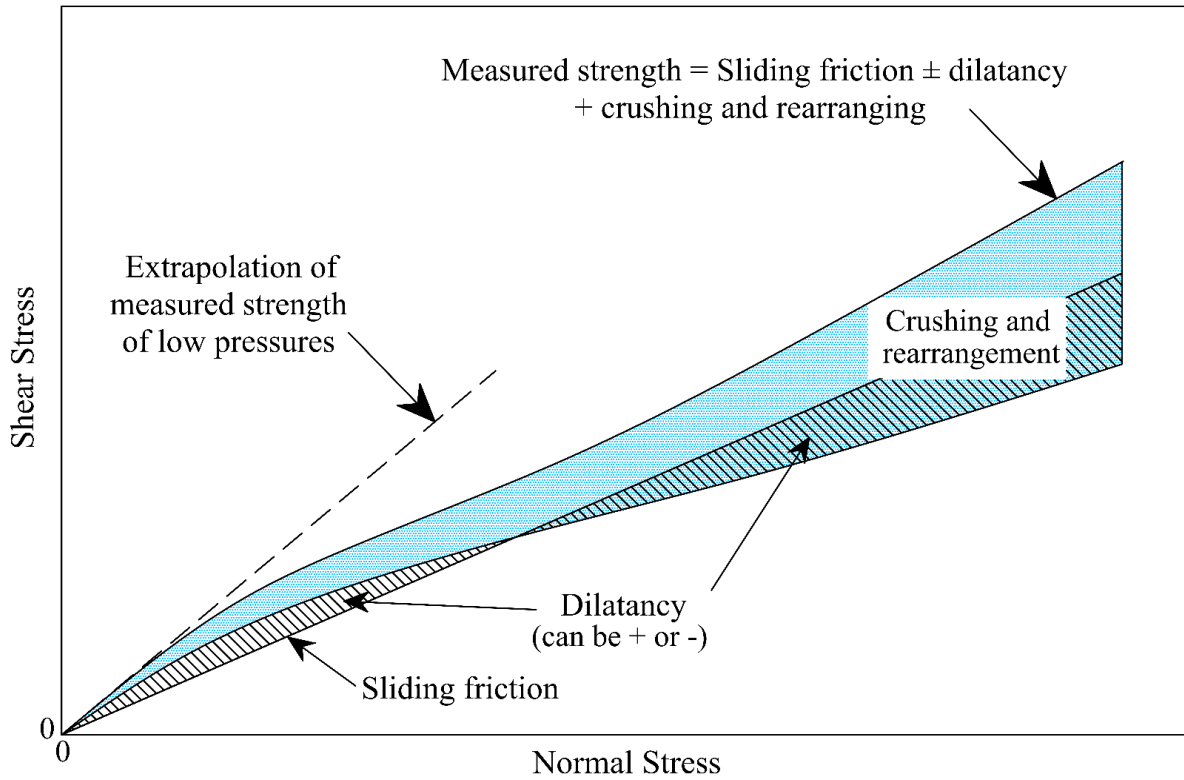 Measured strength = Sliding friction ± dilatancy
+ crushing and rearranging
Extrapolation of
measured strength
of low pressures
Shear Stress
Crushing and
rearrangement
Dilatancy
(can be + or -)
Sliding friction
0
0
Normal Stress